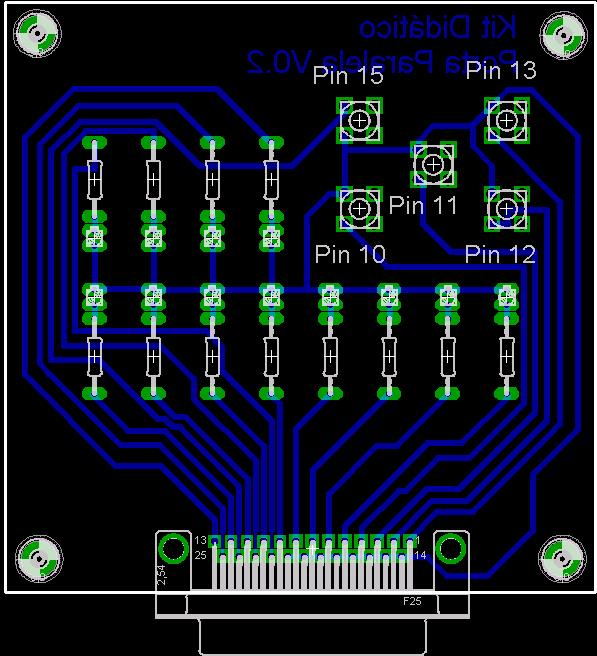 Kit Didático
Porta Paralela V0.2
Pin 15
Pin 13
Pin 11
Pin 10
Pin 12
13
1
25
14
2,54
F25